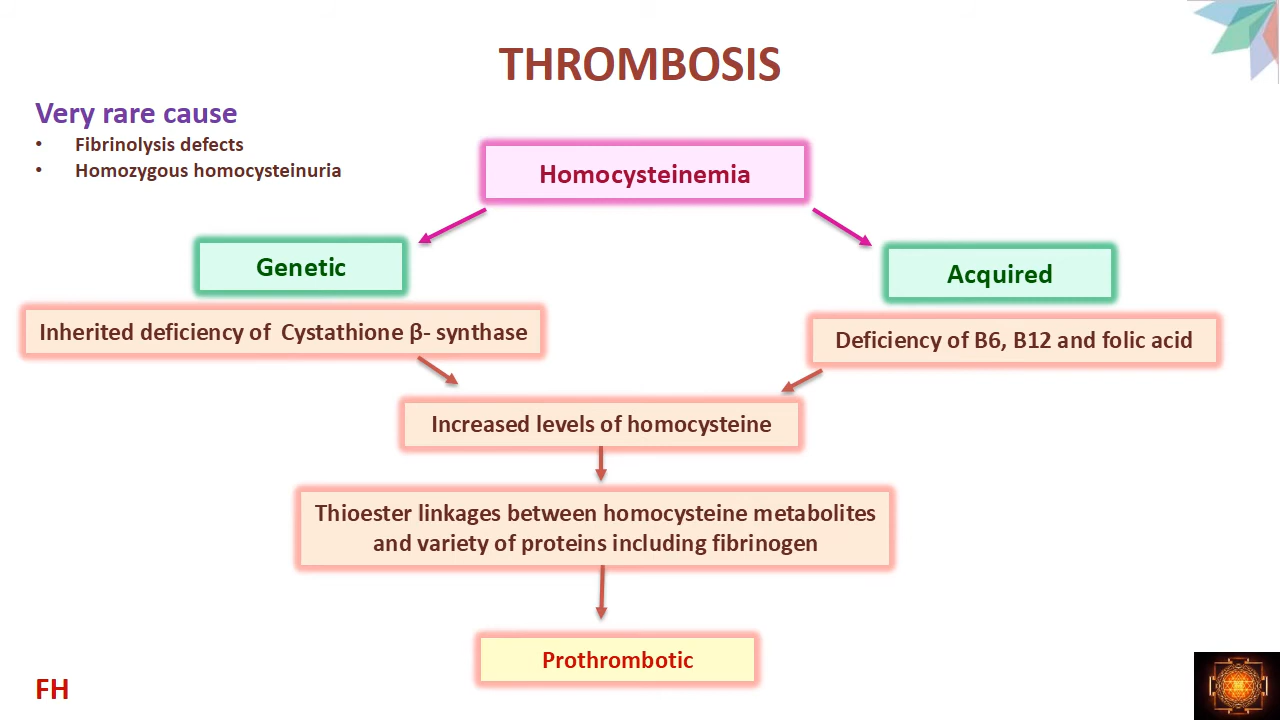 THROMBOSIS
Very rare cause
• Fibrinolysis defects
• Homozygous homocysteinuria
Homocysteinemia
Genetic
Acquired
Inherited deficiency of Cystathione β- synthase
Deficiency of B6, B12 and folic acid
Increased levels of homocysteine
Thioester linkages between homocysteine metabolites
and variety of proteins including fibrinogen
Prothrombotic
FH